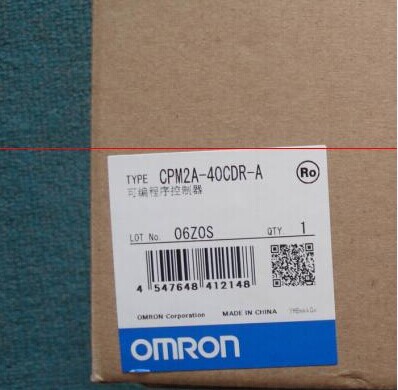 TYPE CPM2A-40CDR-A Ro
可编程序控制器
LOT No 06Z0S QTY 1
4 547648 412148
OMRON Corporation MADE IN CHINA
OMRON